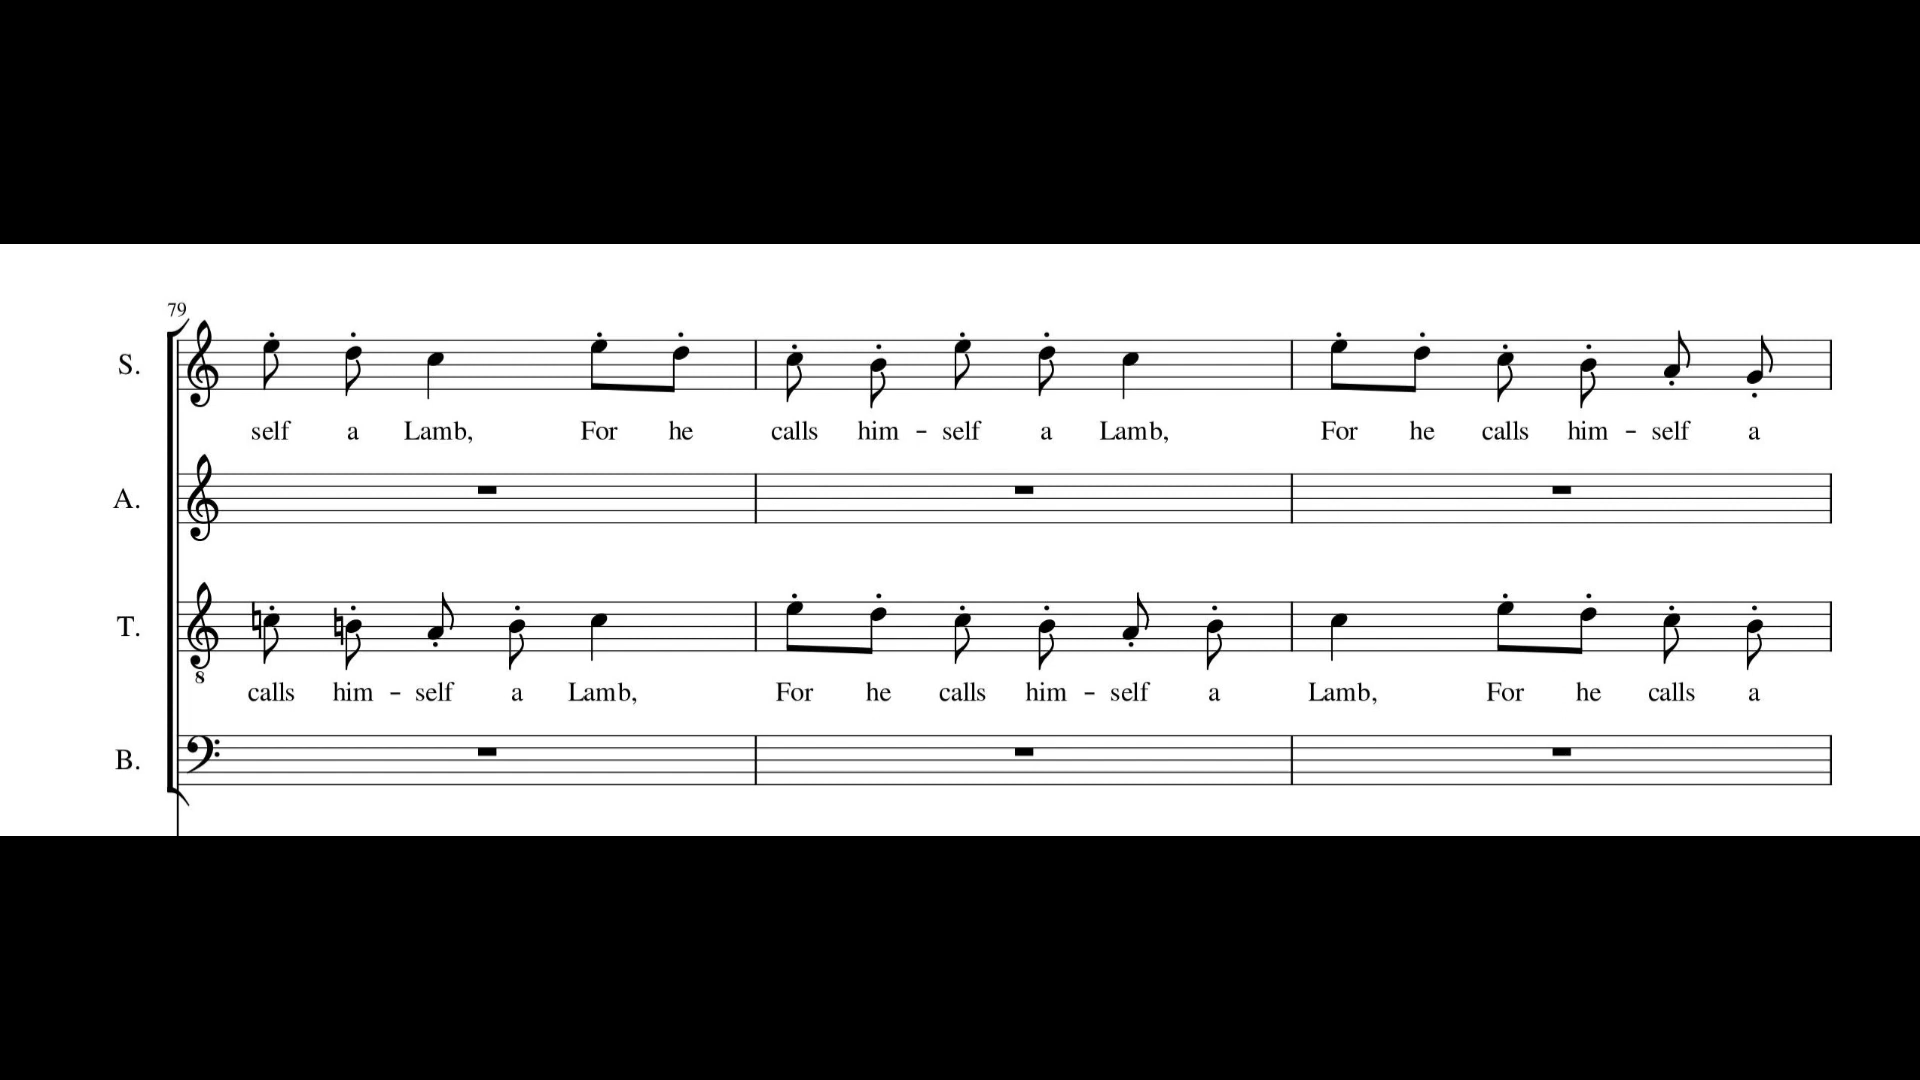 79
S.
self a Lamb, For he calls him - self a Lamb, For he calls him - self a
A.
T.
8
calls him - self a Lamb, For he calls him - self a Lamb, For he calls a
B.